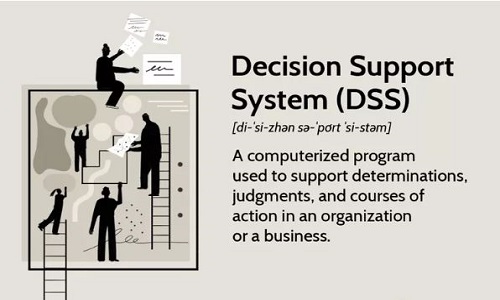 Decision Support
System (DSS)
[di-ˈsi-zhən sə-ˈpȯrt ˈsi-stəm]
A computerized program
used to support determinations,
judgments, and courses of
action in an organization
or a business.